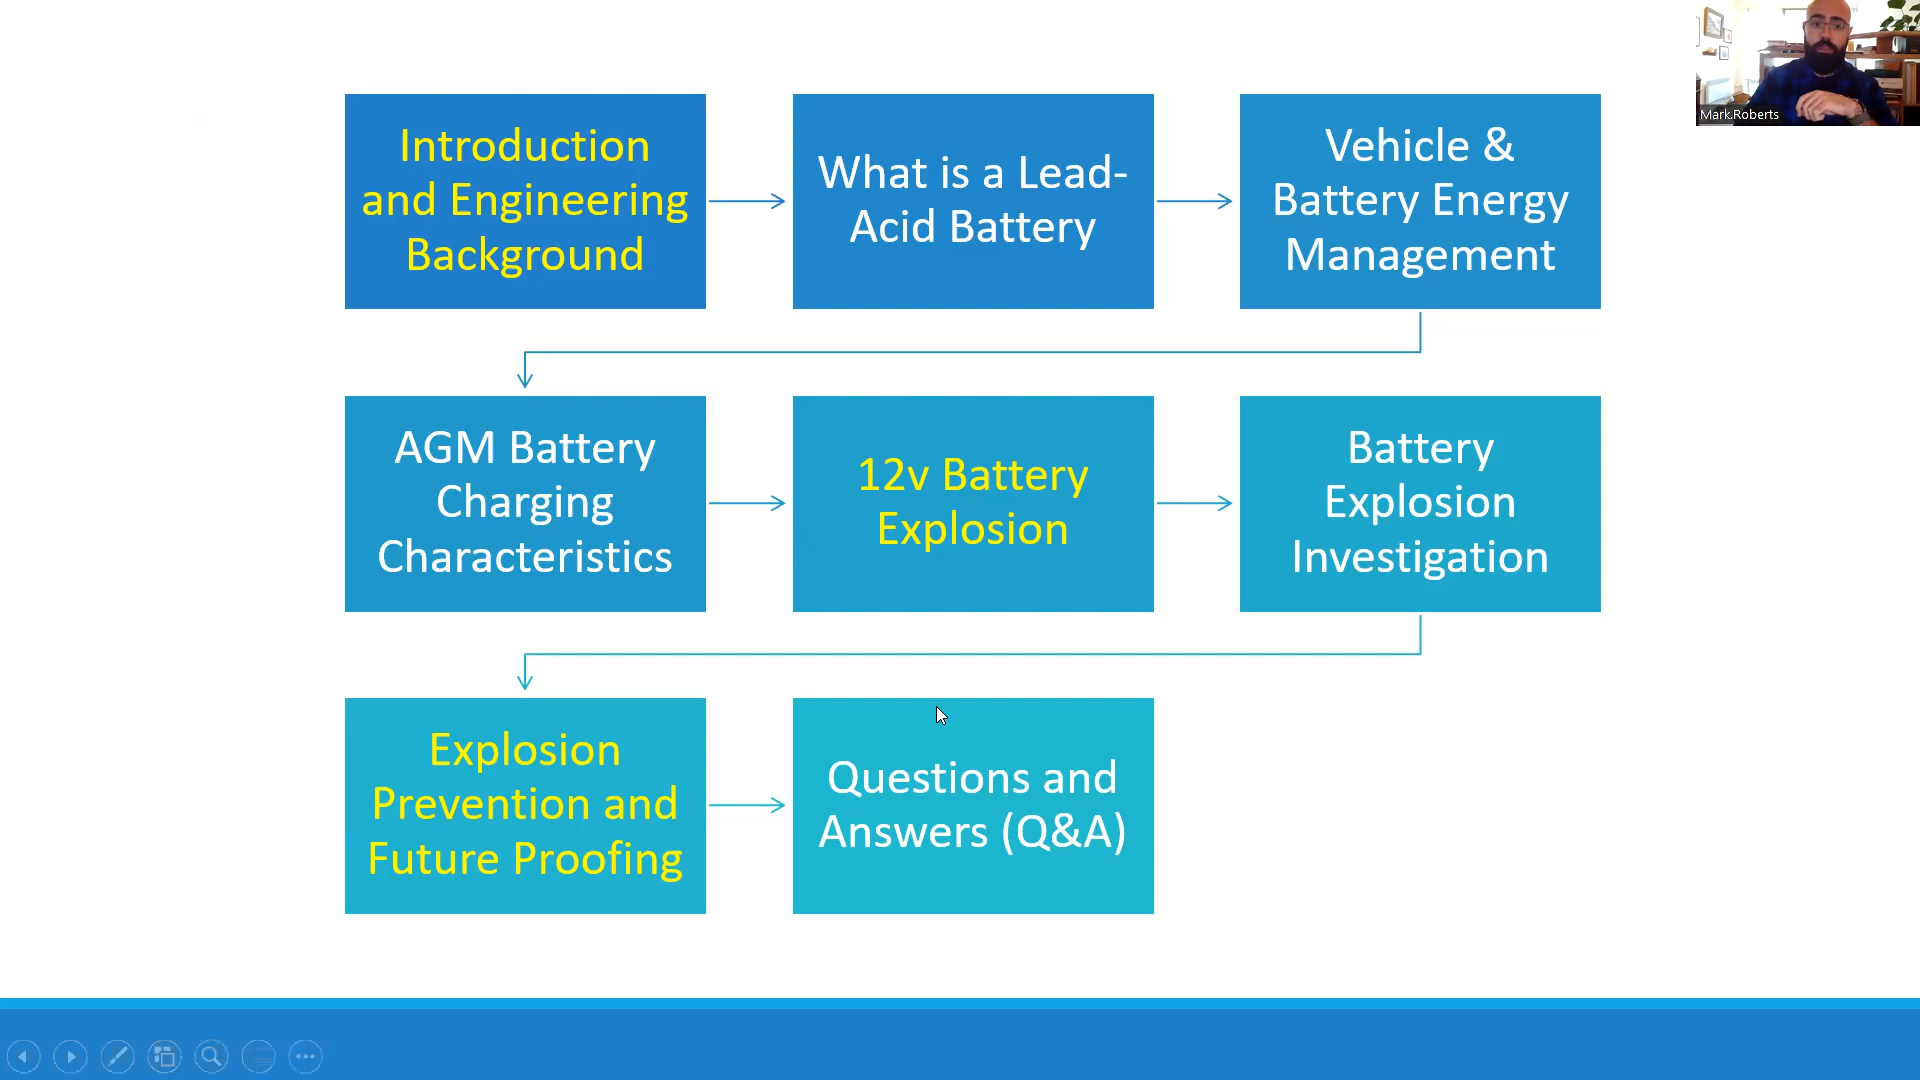 Introduction
and Engineering
Background
What is a Lead-
Acid Battery
Vehicle &
Battery Energy
Management
AGM Battery
Charging
Characteristics
12v Battery
Explosion
Battery
Explosion
Investigation
Explosion
Prevention and
Future Proofing
Questions and
Answers (Q&A)
Mark.Roberts